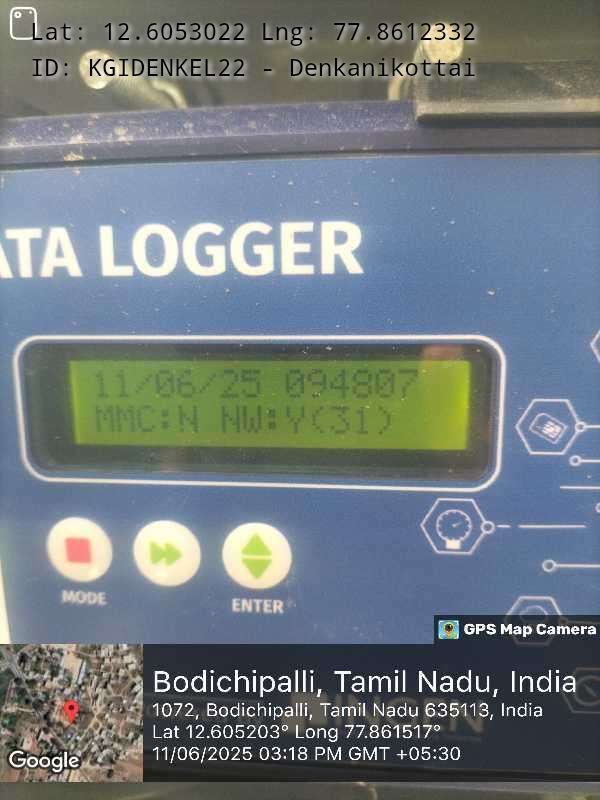 Lat: 12.6053022 Lng: 77.8612332
ID: KGIDENKEL22 - Denkanikottai
ATA LOGGER
11/06/25 094807
MMC:N NW:Y(31)
MODE
ENTER
GPS Map Camera
Bodichipalli, Tamil Nadu, India
1072, Bodichipalli, Tamil Nadu 635113, India
Lat 12.605203° Long 77.861517°
11/06/2025 03:18 PM GMT +05:30
Google